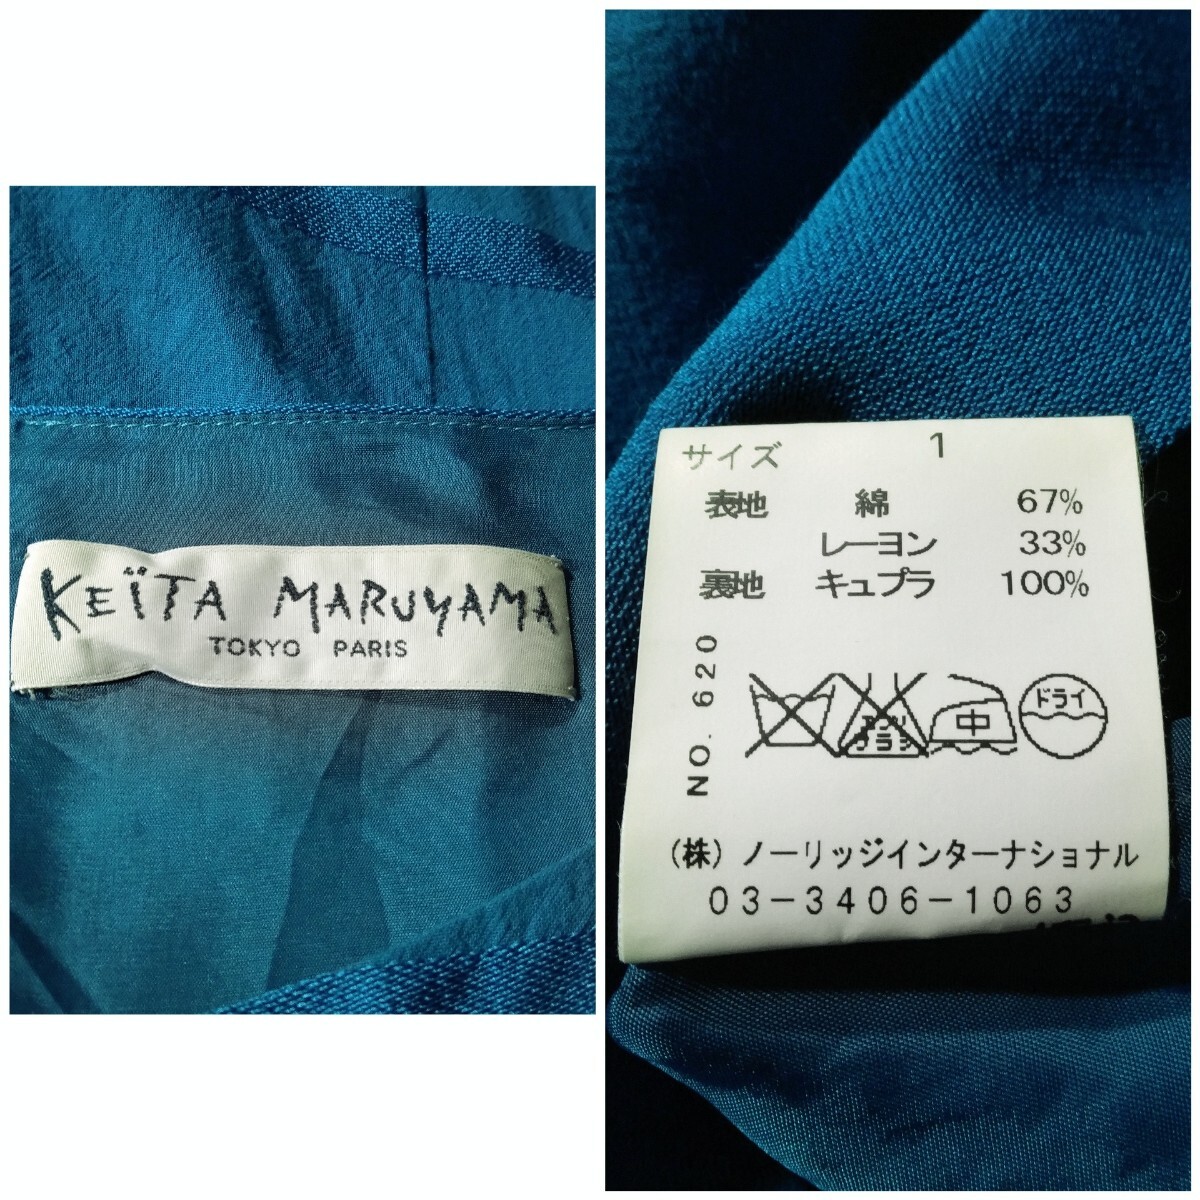 KEÏTA MARUYAMA
TOKYO PARIS
サイズ 1
表地 綿 67%
レーヨン 33%
裏地 キュプラ 100%
NO. 620
中
ドライ
(株) ノーリッジインターナショナル
03-3406-1063